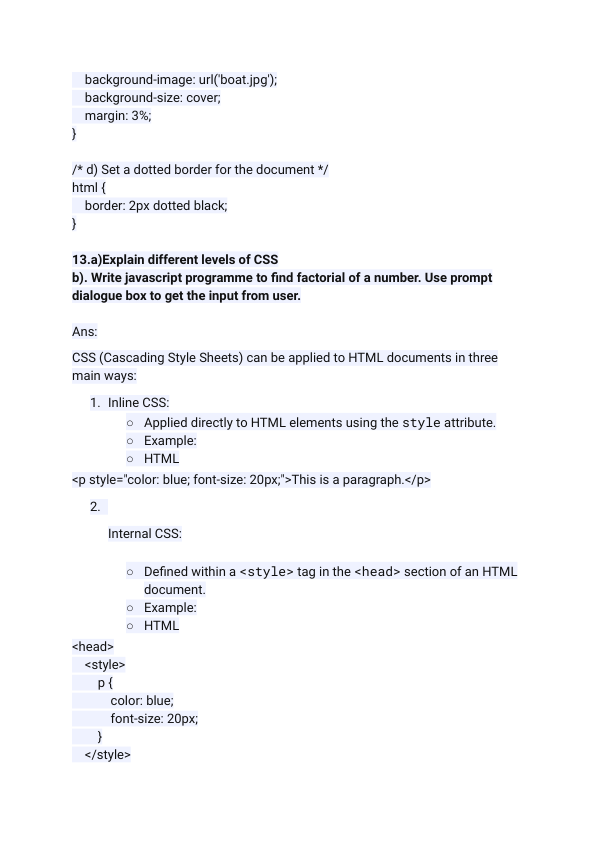 background-image: url('boat.jpg');
background-size: cover;
margin: 3%;
}
/* d) Set a dotted border for the document */
html {
border: 2px dotted black;
}
13.a)Explain different levels of CSS
b). Write javascript programme to find factorial of a number. Use prompt
dialogue box to get the input from user.
Ans:
CSS (Cascading Style Sheets) can be applied to HTML documents in three
main ways:
1. Inline CSS:
○ Applied directly to HTML elements using the style attribute.
○ Example:
○ HTML
<p style="color: blue; font-size: 20px;">This is a paragraph.</p>
2.
Internal CSS:
○ Defined within a <style> tag in the <head> section of an HTML
document.
○ Example:
○ HTML
<head>
<style>
p {
color: blue;
font-size: 20px;
}
</style>